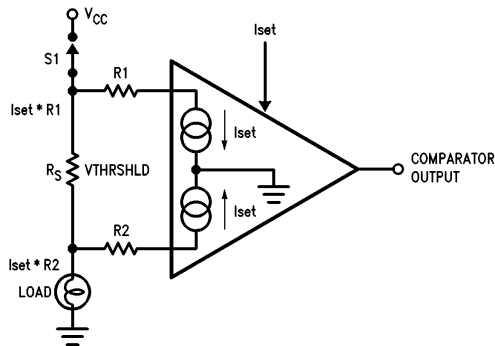 VCC
S1
Iset
R1
Iset * R1
Iset
RS
VTHRSHLD
COMPARATOR
OUTPUT
Iset
R2
Iset * R2
LOAD